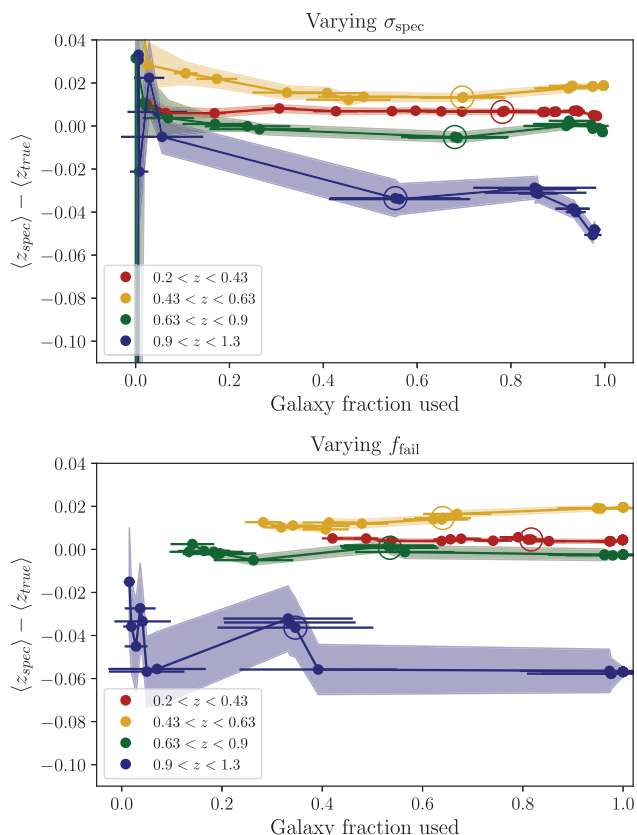 Varying σ_spec
0.04
0.02
0.00
−0.02
−0.04
−0.06
−0.08
−0.10
⟨z_spec⟩ − ⟨z_true⟩
0.2 < z < 0.43
0.43 < z < 0.63
0.63 < z < 0.9
0.9 < z < 1.3
0.0 0.2 0.4 0.6 0.8 1.0
Galaxy fraction used
Varying f_fail
0.04
0.02
0.00
−0.02
−0.04
−0.06
−0.08
−0.10
⟨z_spec⟩ − ⟨z_true⟩
0.2 < z < 0.43
0.43 < z < 0.63
0.63 < z < 0.9
0.9 < z < 1.3
0.0 0.2 0.4 0.6 0.8 1.0
Galaxy fraction used